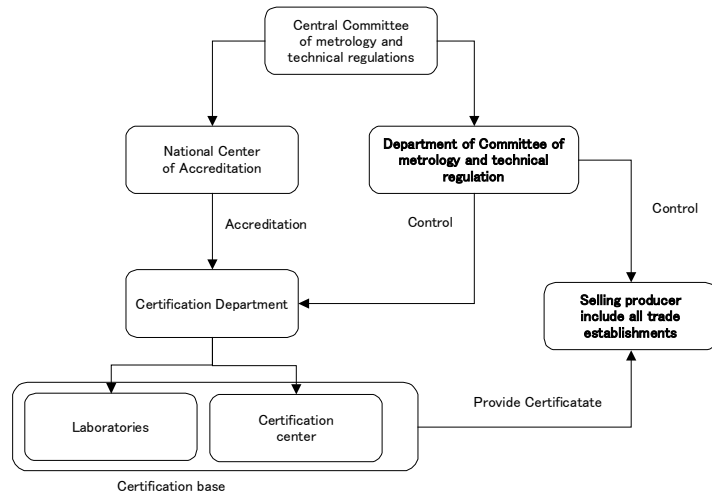 Central Committee
of metrology and
technical regulations
National Center
of Accreditation
Department of Committee of
metrology and technical
regulation
Accreditation
Control
Control
Certification Department
Selling producer
include all trade
establishments
Laboratories
Certification
center
Provide Certificatate
Certification base